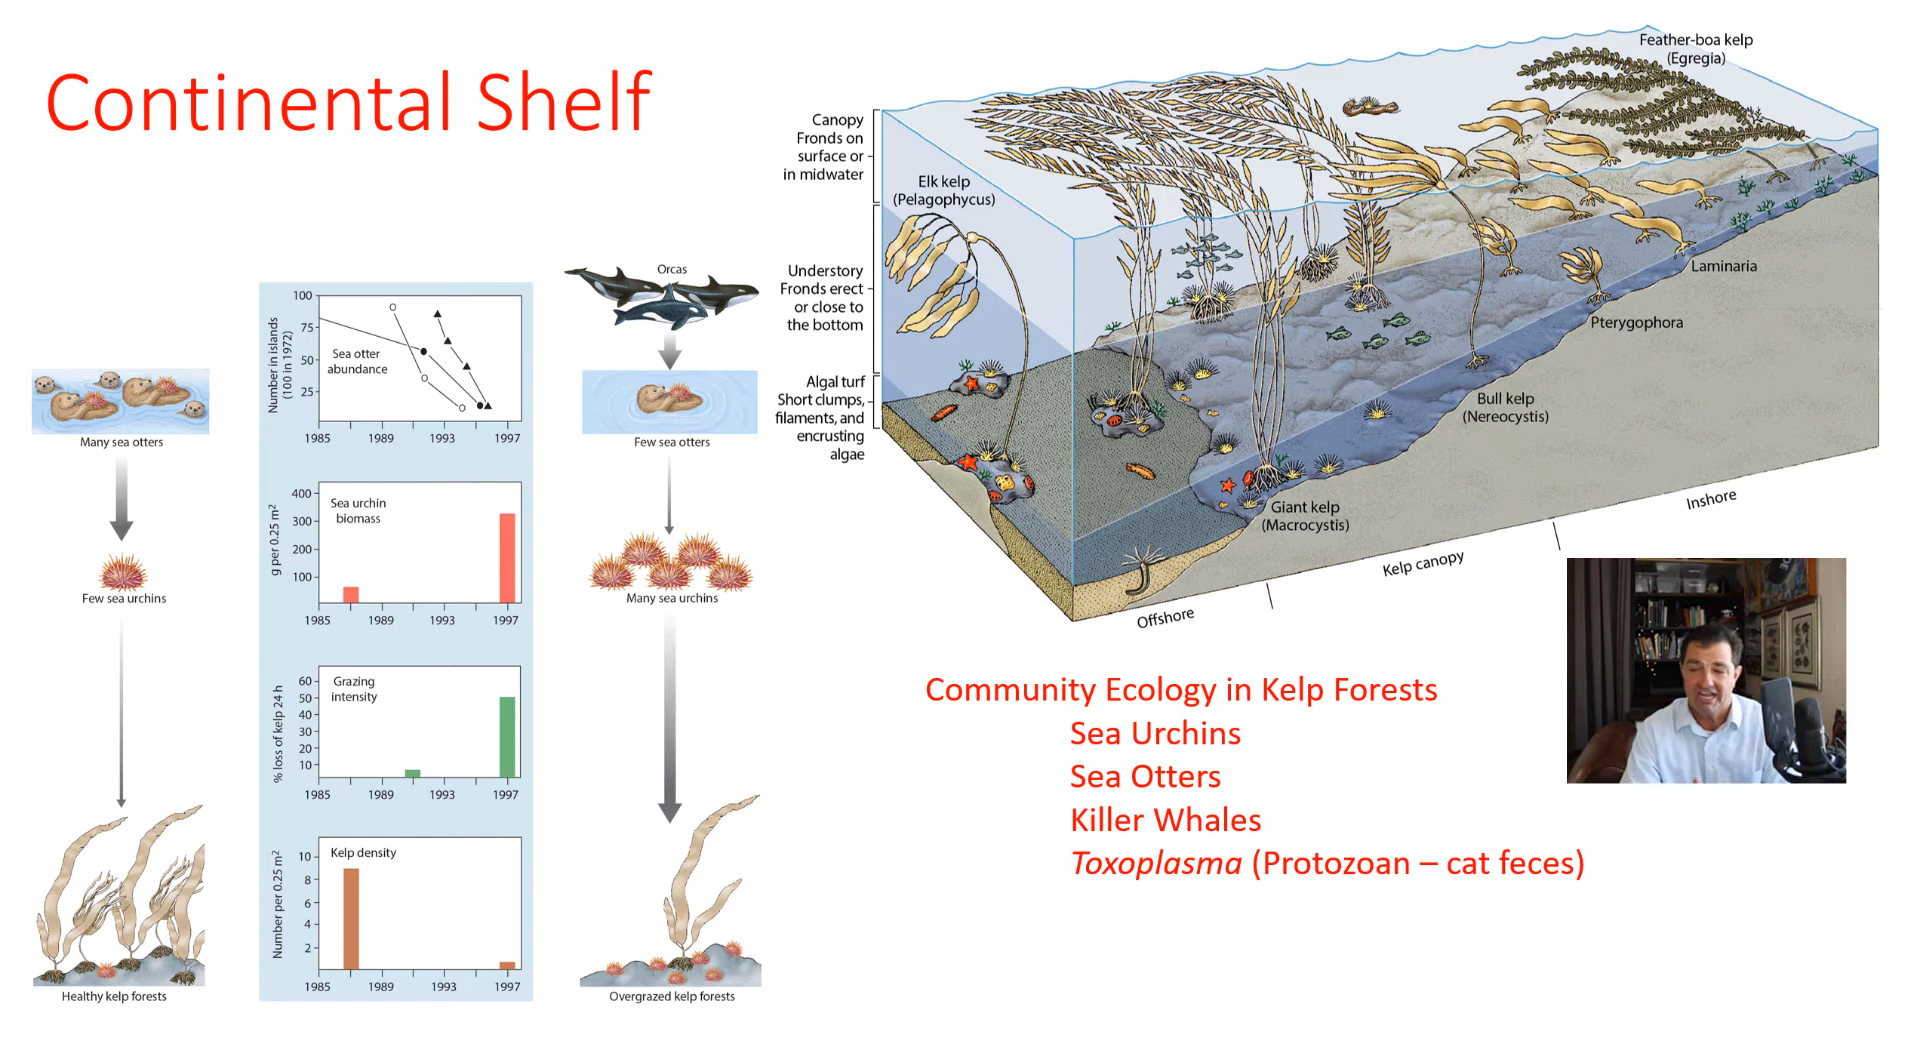 Continental Shelf
Many sea otters
Few sea urchins
Healthy kelp forests
Number in islands
(100 in 1972)
100
75
50
25
Sea otter
abundance
1985 1989 1993 1997
g per 0.25 m²
400
300
200
100
Sea urchin
biomass
1985 1989 1993 1997
% loss of kelp 24 h
60
50
40
30
20
10
Grazing
intensity
1985 1989 1993 1997
Number per 0.25 m²
10
8
6
4
2
Kelp density
1985 1989 1993 1997
Orcas
Few sea otters
Many sea urchins
Overgrazed kelp forests
Canopy
Fronds on
surface or
in midwater
Understory
Fronds erect
or close to
the bottom
Algal turf
Short clumps,
filaments, and
encrusting
algae
Feather-boa kelp
(Egregia)
Elk kelp
(Pelagophycus)
Laminaria
Pterygophora
Bull kelp
(Nereocystis)
Giant kelp
(Macrocystis)
Offshore
Kelp canopy
Inshore
Community Ecology in Kelp Forests
Sea Urchins
Sea Otters
Killer Whales
Toxoplasma (Protozoan – cat feces)